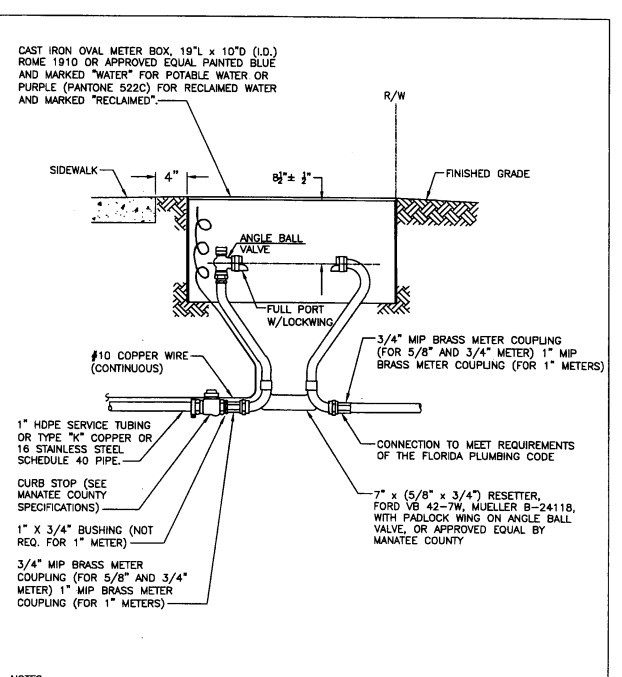 CAST IRON OVAL METER BOX, 19"L x 10"D (I.D.)
ROME 1910 OR APPROVED EQUAL PAINTED BLUE
AND MARKED "WATER" FOR POTABLE WATER OR
PURPLE (PANTONE 522C) FOR RECLAIMED WATER
AND MARKED "RECLAIMED".
R/W
SIDEWALK
4"
8½"± ½"
FINISHED GRADE
ANGLE BALL
VALVE
FULL PORT
W/LOCKWING
#10 COPPER WIRE
(CONTINUOUS)
3/4" MIP BRASS METER COUPLING
(FOR 5/8" AND 3/4" METER) 1" MIP
BRASS METER COUPLING (FOR 1" METERS)
1" HDPE SERVICE TUBING
OR TYPE "K" COPPER OR
16 STAINLESS STEEL
SCHEDULE 40 PIPE.
CONNECTION TO MEET REQUIREMENTS
OF THE FLORIDA PLUMBING CODE
CURB STOP (SEE
MANATEE COUNTY
SPECIFICATIONS)
7" x (5/8" x 3/4") RESETTER,
FORD VB 42-7W, MUELLER B-24118,
WITH PADLOCK WING ON ANGLE BALL
VALVE, OR APPROVED EQUAL BY
MANATEE COUNTY
1" X 3/4" BUSHING (NOT
REQ. FOR 1" METER)
3/4" MIP BRASS METER
COUPLING (FOR 5/8" AND 3/4"
METER) 1" MIP BRASS METER
COUPLING (FOR 1" METERS)